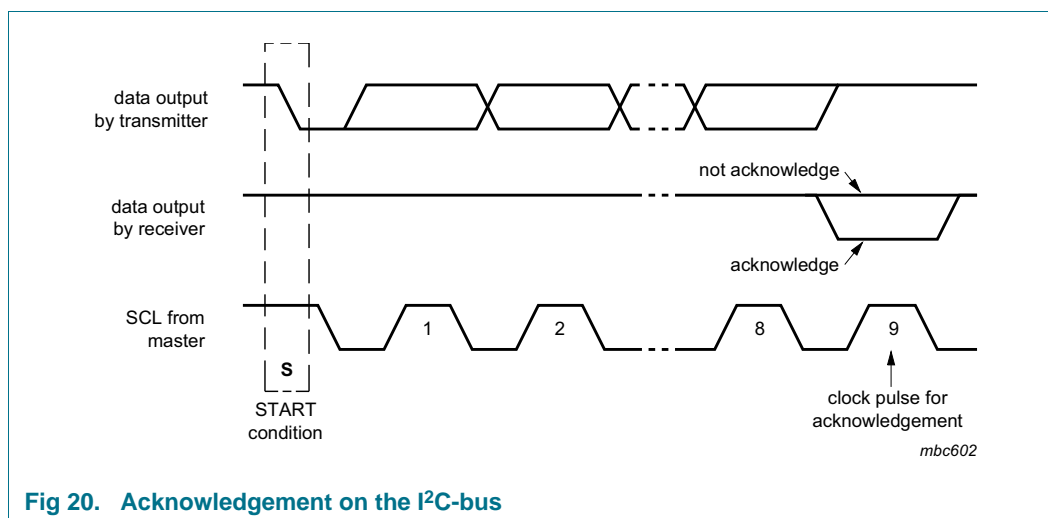 data output
by transmitter
not acknowledge
data output
by receiver
acknowledge
SCL from
master
1
2
8
9
S
START
condition
clock pulse for
acknowledgement
mbc602
Fig 20. Acknowledgement on the I²C-bus